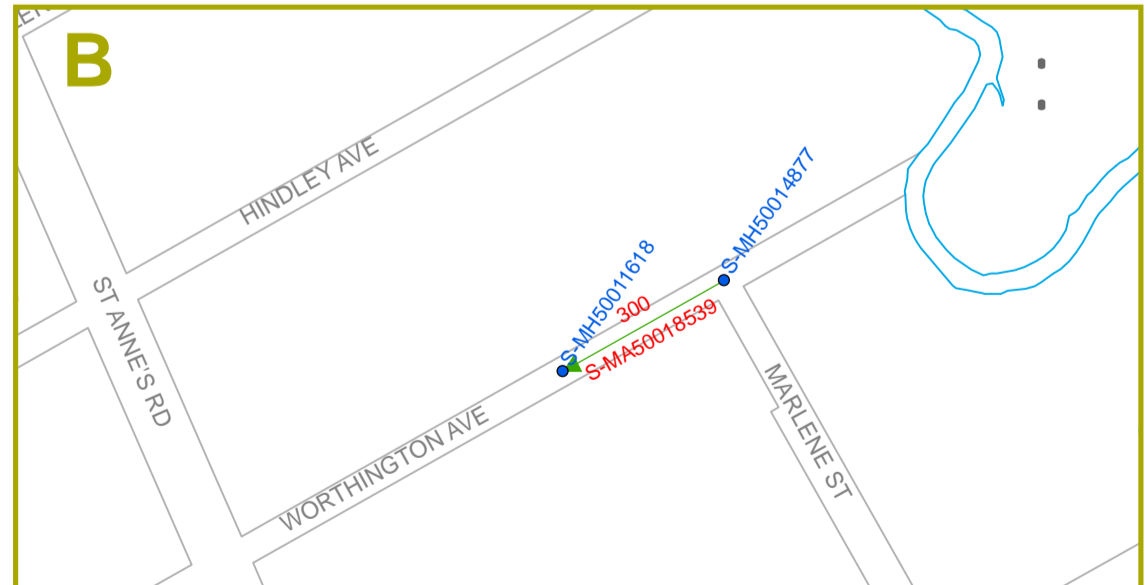 B
HINDLEY AVE
S-MH50014877
S-MH50011618
300
S-MA50018539
ST ANNE'S RD
MARLENE ST
WORTHINGTON AVE